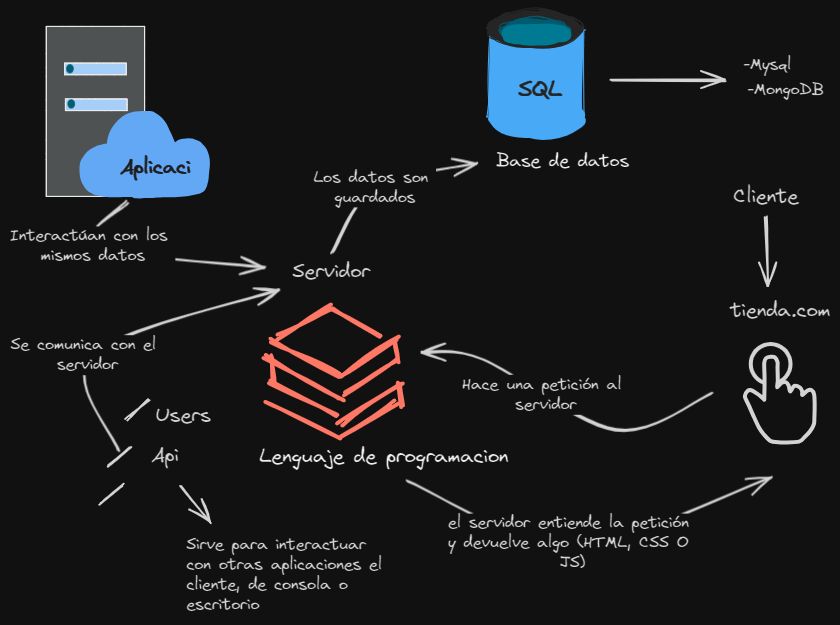 SQL
-Mysql
-MongoDB
Base de datos
Aplicaci
Los datos son
guardados
Cliente
Interactúan con los
mismos datos
Servidor
tienda.com
Se comunica con el
servidor
Hace una petición al
servidor
Users
Api
Lenguaje de programacion
el servidor entiende la petición
y devuelve algo (HTML, CSS O
JS)
Sirve para interactuar
con otras aplicaciones el
cliente, de consola o
escritorio